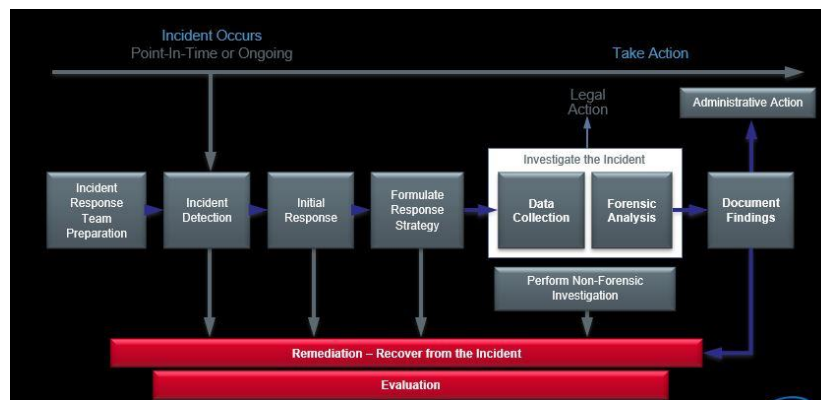 Incident Occurs
Point-In-Time or Ongoing
Take Action
Legal
Action
Administrative Action
Investigate the Incident
Incident
Response
Team
Preparation
Incident
Detection
Initial
Response
Formulate
Response
Strategy
Data
Collection
Forensic
Analysis
Document
Findings
Perform Non-Forensic
Investigation
Remediation – Recover from the Incident
Evaluation